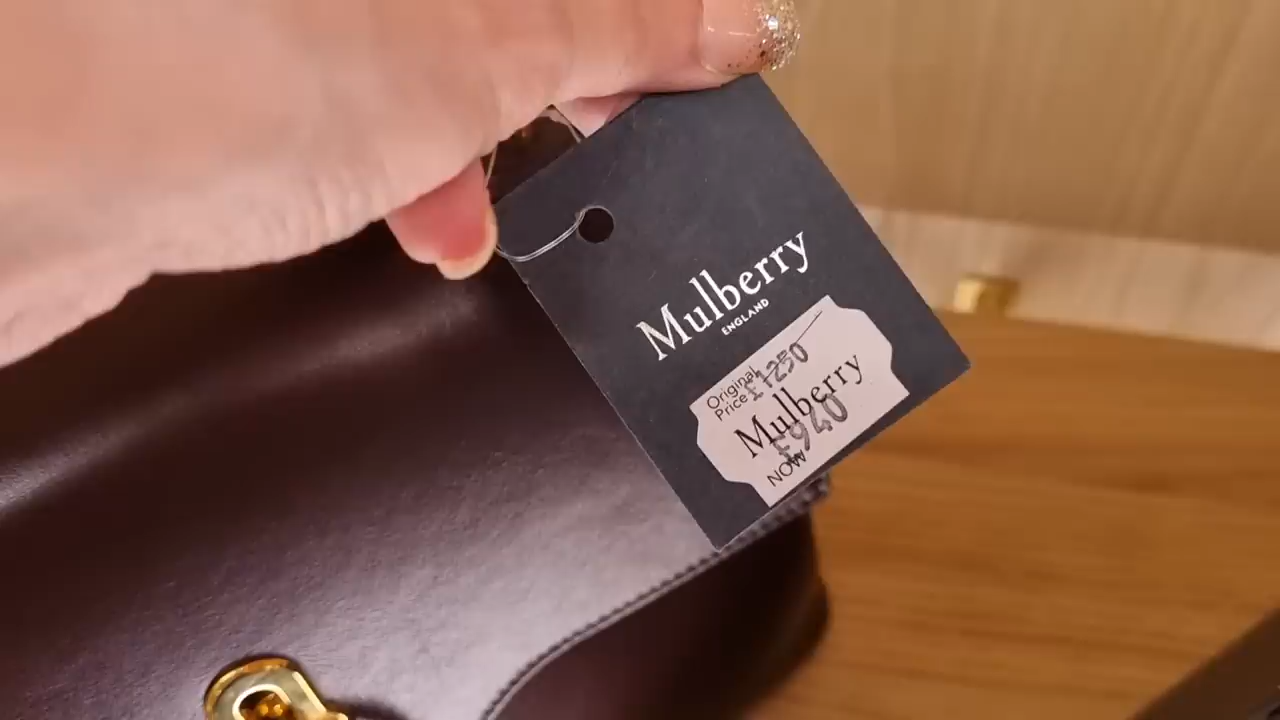 Mulberry
ENGLAND
Original
Price £1250
Mulberry
£940
NOW